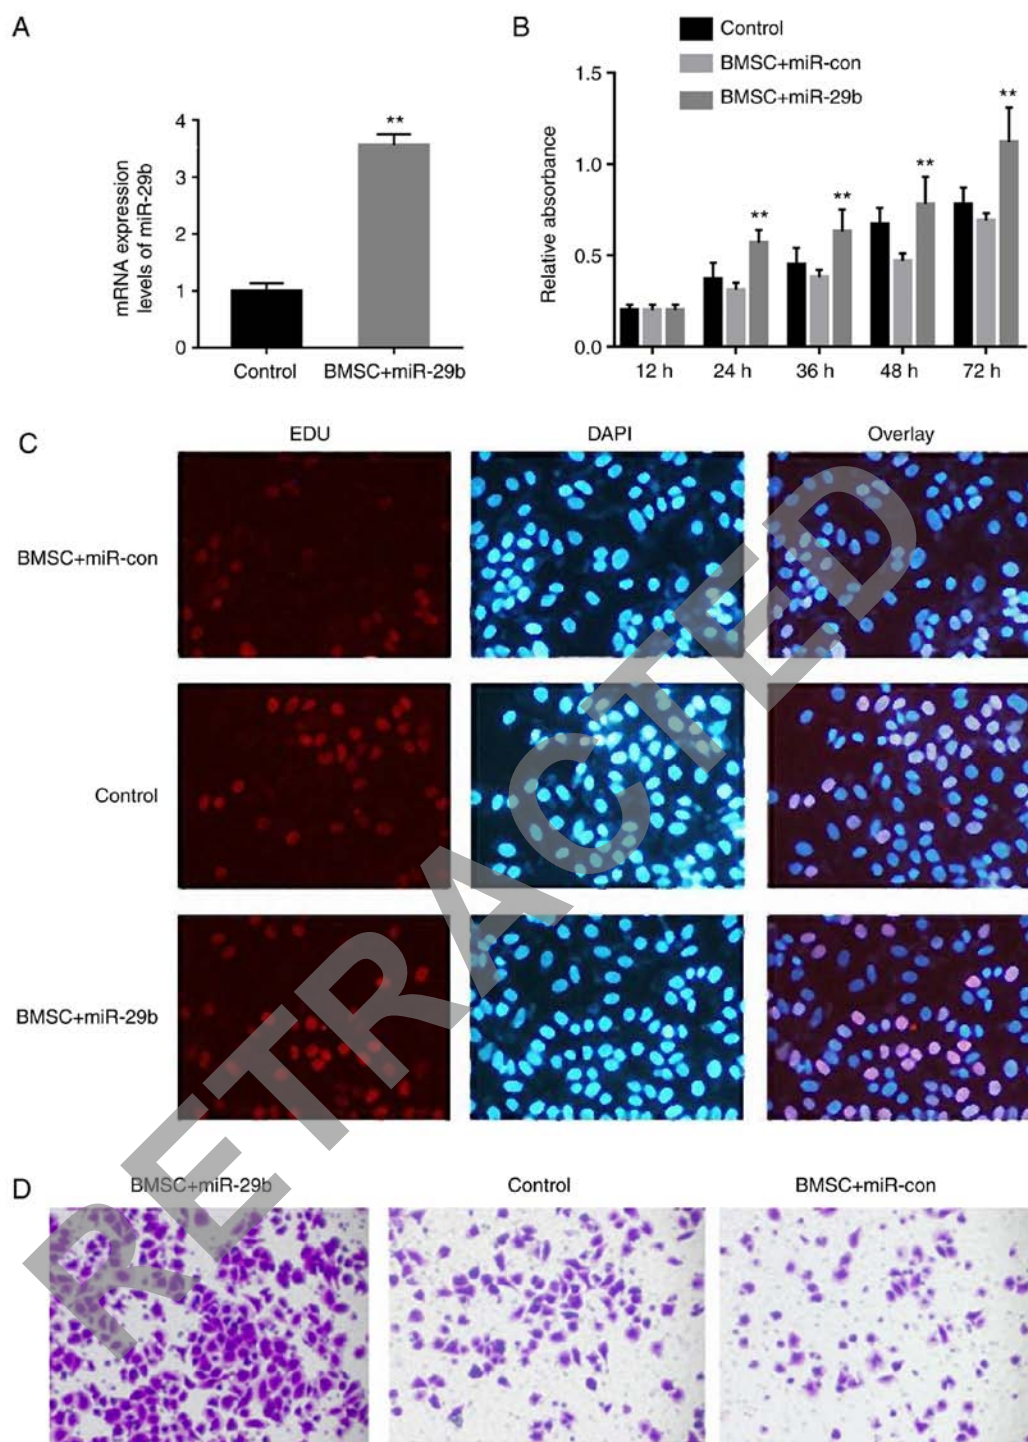 A
mRNA expression
levels of miR-29b
4
3
2
1
0
**
Control
BMSC+miR-29b
B
Control
BMSC+miR-con
BMSC+miR-29b
Relative absorbance
1.5
1.0
0.5
0.0
**
**
**
**
12 h
24 h
36 h
48 h
72 h
C
EDU
DAPI
Overlay
BMSC+miR-con
Control
BMSC+miR-29b
D
BMSC+miR-29b
Control
BMSC+miR-con
RETRACTED